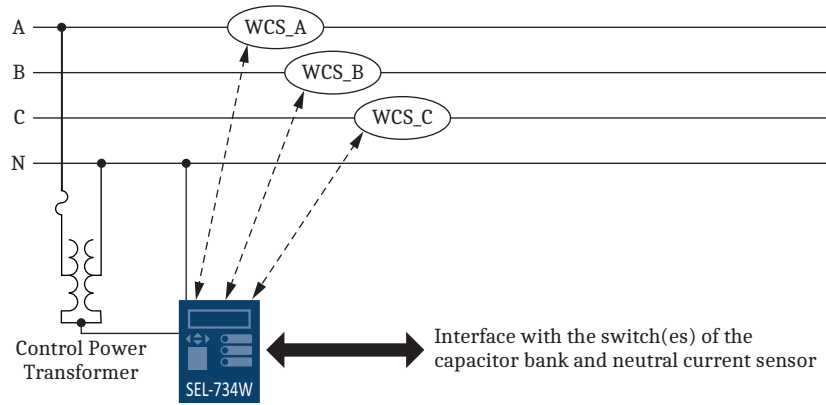 A
WCS_A
B
WCS_B
C
WCS_C
N
Control Power
Transformer
SEL-734W
Interface with the switch(es) of the
capacitor bank and neutral current sensor